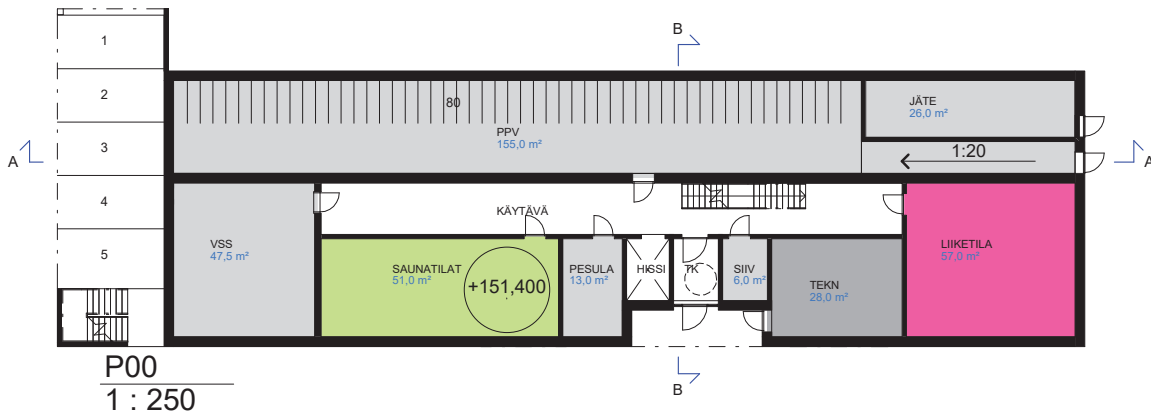 1
B
2
80
JÄTE
26,0 m²
PPV
155,0 m²
A
3
1:20
A
4
KÄYTÄVÄ
VSS
47,5 m²
5
SAUNATILAT
51,0 m²
+151,400
PESULA
13,0 m²
HISSI
TK
SIIV
6,0 m²
TEKN
28,0 m²
LIIKETILA
57,0 m²
B
P00
1 : 250